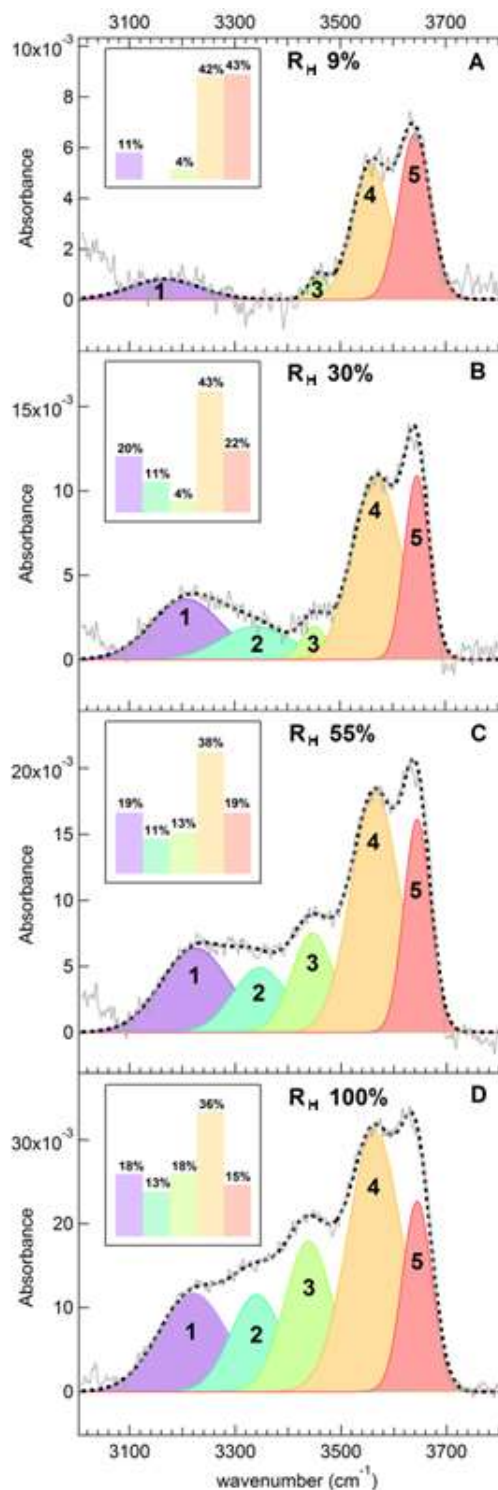 3100 3300 3500 3700
10x10⁻³
R_H 9% A
42% 43%
11%
4%
8
6
4
2
0
Absorbance
1 3 4 5
B
R_H 30%
15x10⁻³
43%
20% 11% 4% 22%
10
5
0
Absorbance
1 2 3 4 5
C
R_H 55%
20x10⁻³
38%
19% 11% 13% 19%
15
10
5
0
Absorbance
1 2 3 4 5
R_H 100% D
36%
30x10⁻³
18% 13% 18% 15%
20
10
0
Absorbance
1 2 3 4 5
3100 3300 3500 3700
wavenumber (cm⁻¹)